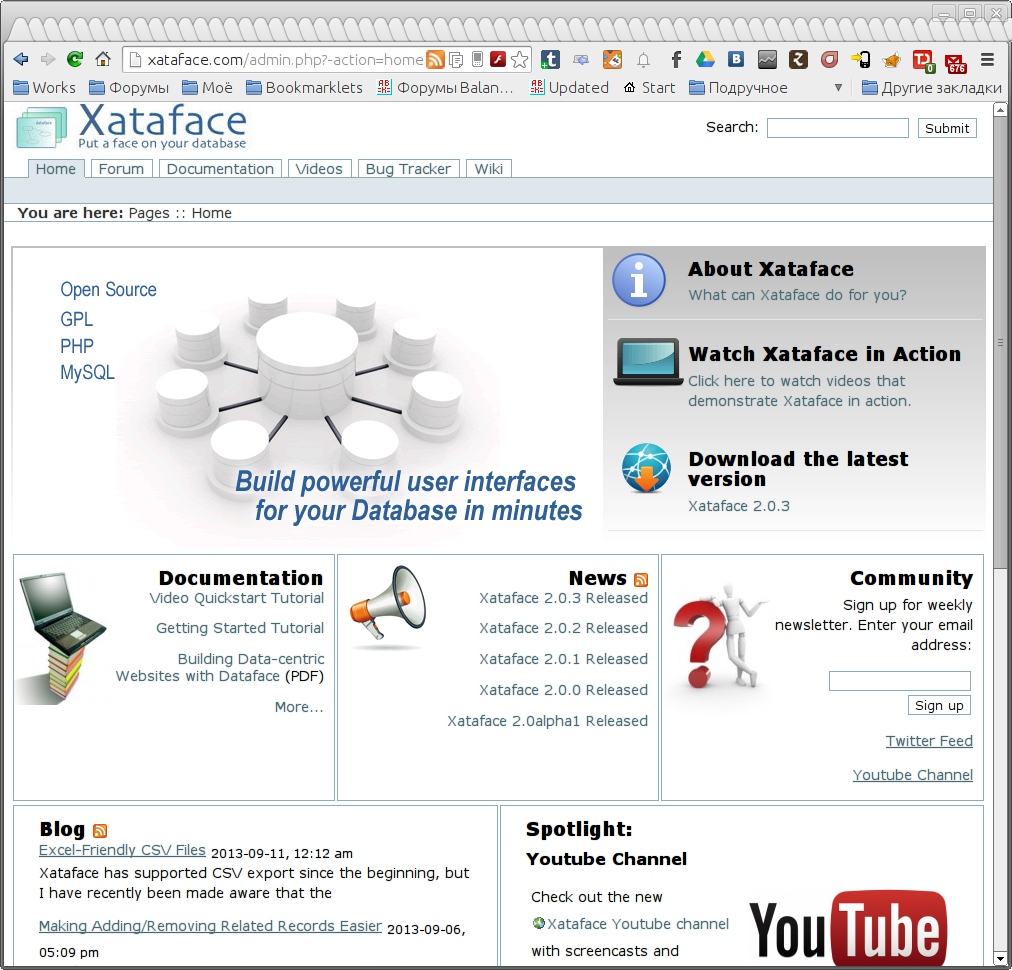 xataface.com/admin.php?-action=home
0
676
Works
Форумы
Моё
Bookmarklets
Форумы Balan...
Updated
Start
Подручное
Другие закладки
Xataface
Put a face on your database
Search:
Submit
Home
Forum
Documentation
Videos
Bug Tracker
Wiki
You are here: Pages :: Home
Open Source
GPL
PHP
MySQL
Build powerful user interfaces
for your Database in minutes
About Xataface
What can Xataface do for you?
Watch Xataface in Action
Click here to watch videos that
demonstrate Xataface in action.
Download the latest
version
Xataface 2.0.3
Documentation
Video Quickstart Tutorial
Getting Started Tutorial
Building Data-centric
Websites with Dataface (PDF)
More...
News
Xataface 2.0.3 Released
Xataface 2.0.2 Released
Xataface 2.0.1 Released
Xataface 2.0.0 Released
Xataface 2.0alpha1 Released
Community
Sign up for weekly
newsletter. Enter your email
address:
Sign up
Twitter Feed
Youtube Channel
Blog
Excel-Friendly CSV Files 2013-09-11, 12:12 am
Xataface has supported CSV export since the beginning, but
I have recently been made aware that the
Making Adding/Removing Related Records Easier 2013-09-06,
05:09 pm
Spotlight:
Youtube Channel
Check out the new
Xataface Youtube channel
with screencasts and
YouTube